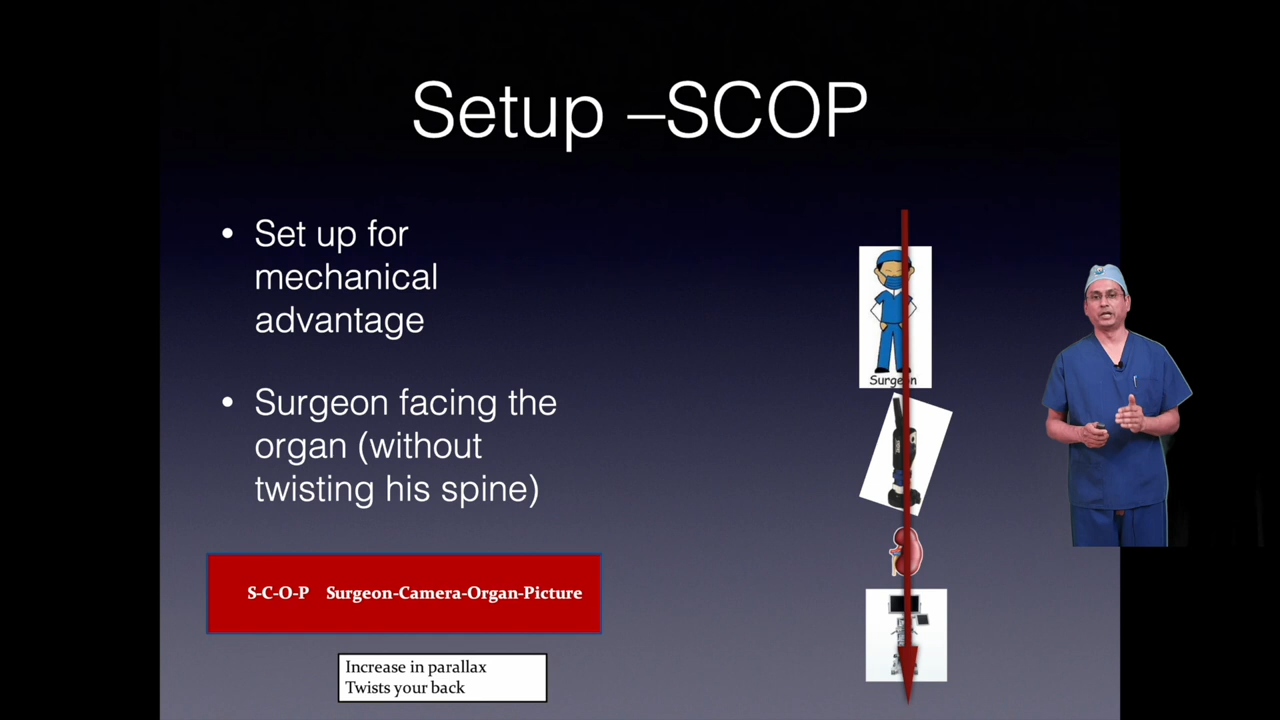 Setup –SCOP
• Set up for
mechanical
advantage
• Surgeon facing the
organ (without
twisting his spine)
S-C-O-P Surgeon-Camera-Organ-Picture
Increase in parallax
Twists your back
Surgeon